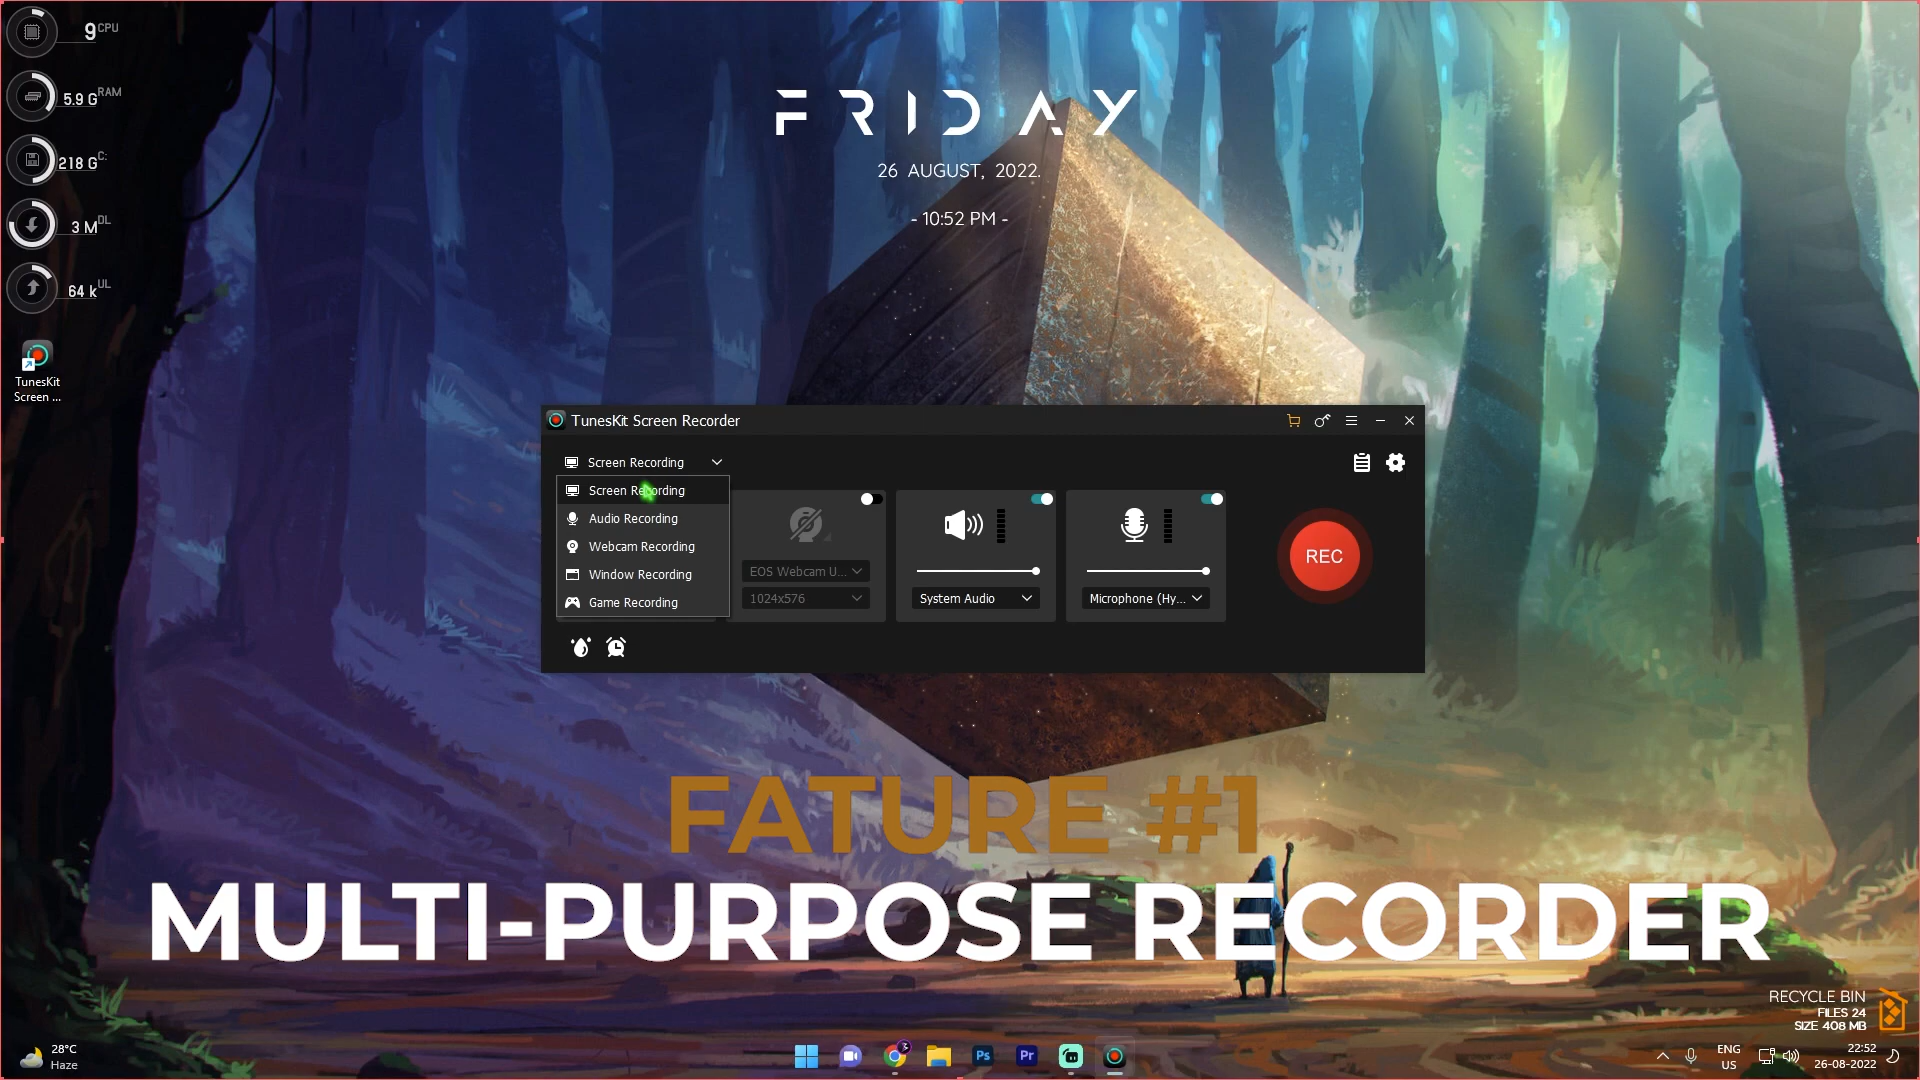 9 CPU
5.9 G RAM
218 G C:
3 M DL
64 k UL
TunesKit
Screen ...
FRIDAY
26 AUGUST, 2022.
- 10:52 PM -
TunesKit Screen Recorder
Screen Recording
Screen Recording
Audio Recording
Webcam Recording
Window Recording
Game Recording
EOS Webcam U...
1024x576
System Audio
Microphone (Hy...
REC
FATURE #1
MULTI-PURPOSE RECORDER
RECYCLE BIN
FILES 24
SIZE 408 MB
28°C
Haze
3
Ps
Pr
ENG
US
22:52
26-08-2022